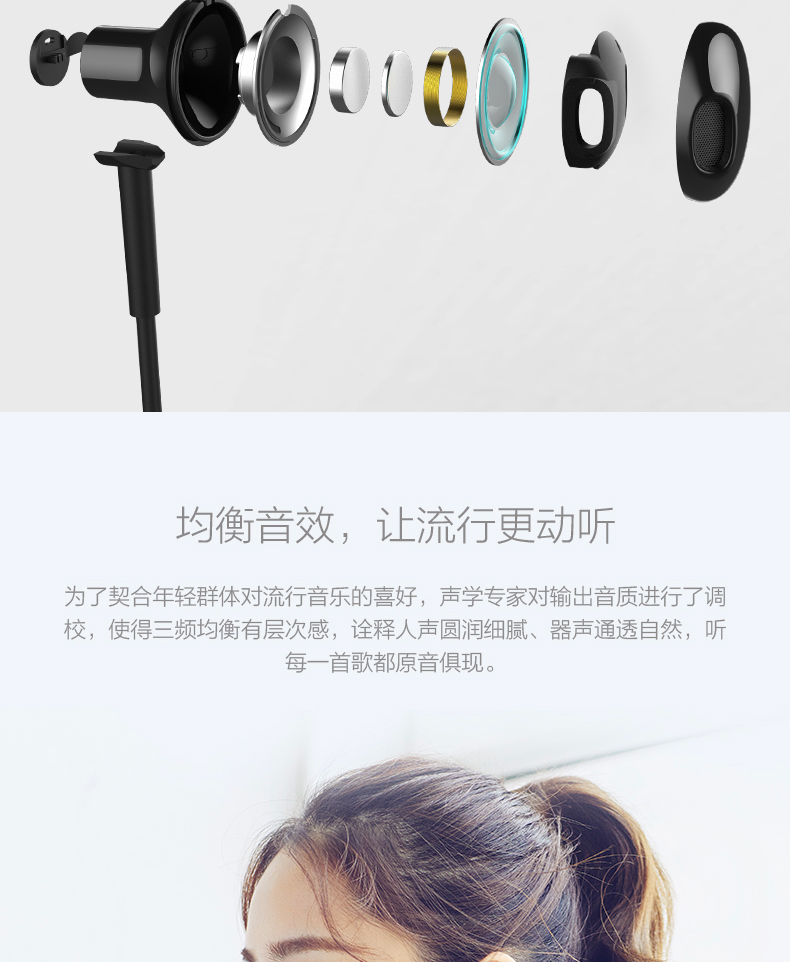 均衡音效，让流行更动听
为了契合年轻群体对流行音乐的喜好，声学专家对输出音质进行了调
校，使得三频均衡有层次感，诠释人声圆润细腻、器声通透自然，听
每一首歌都原音俱现。